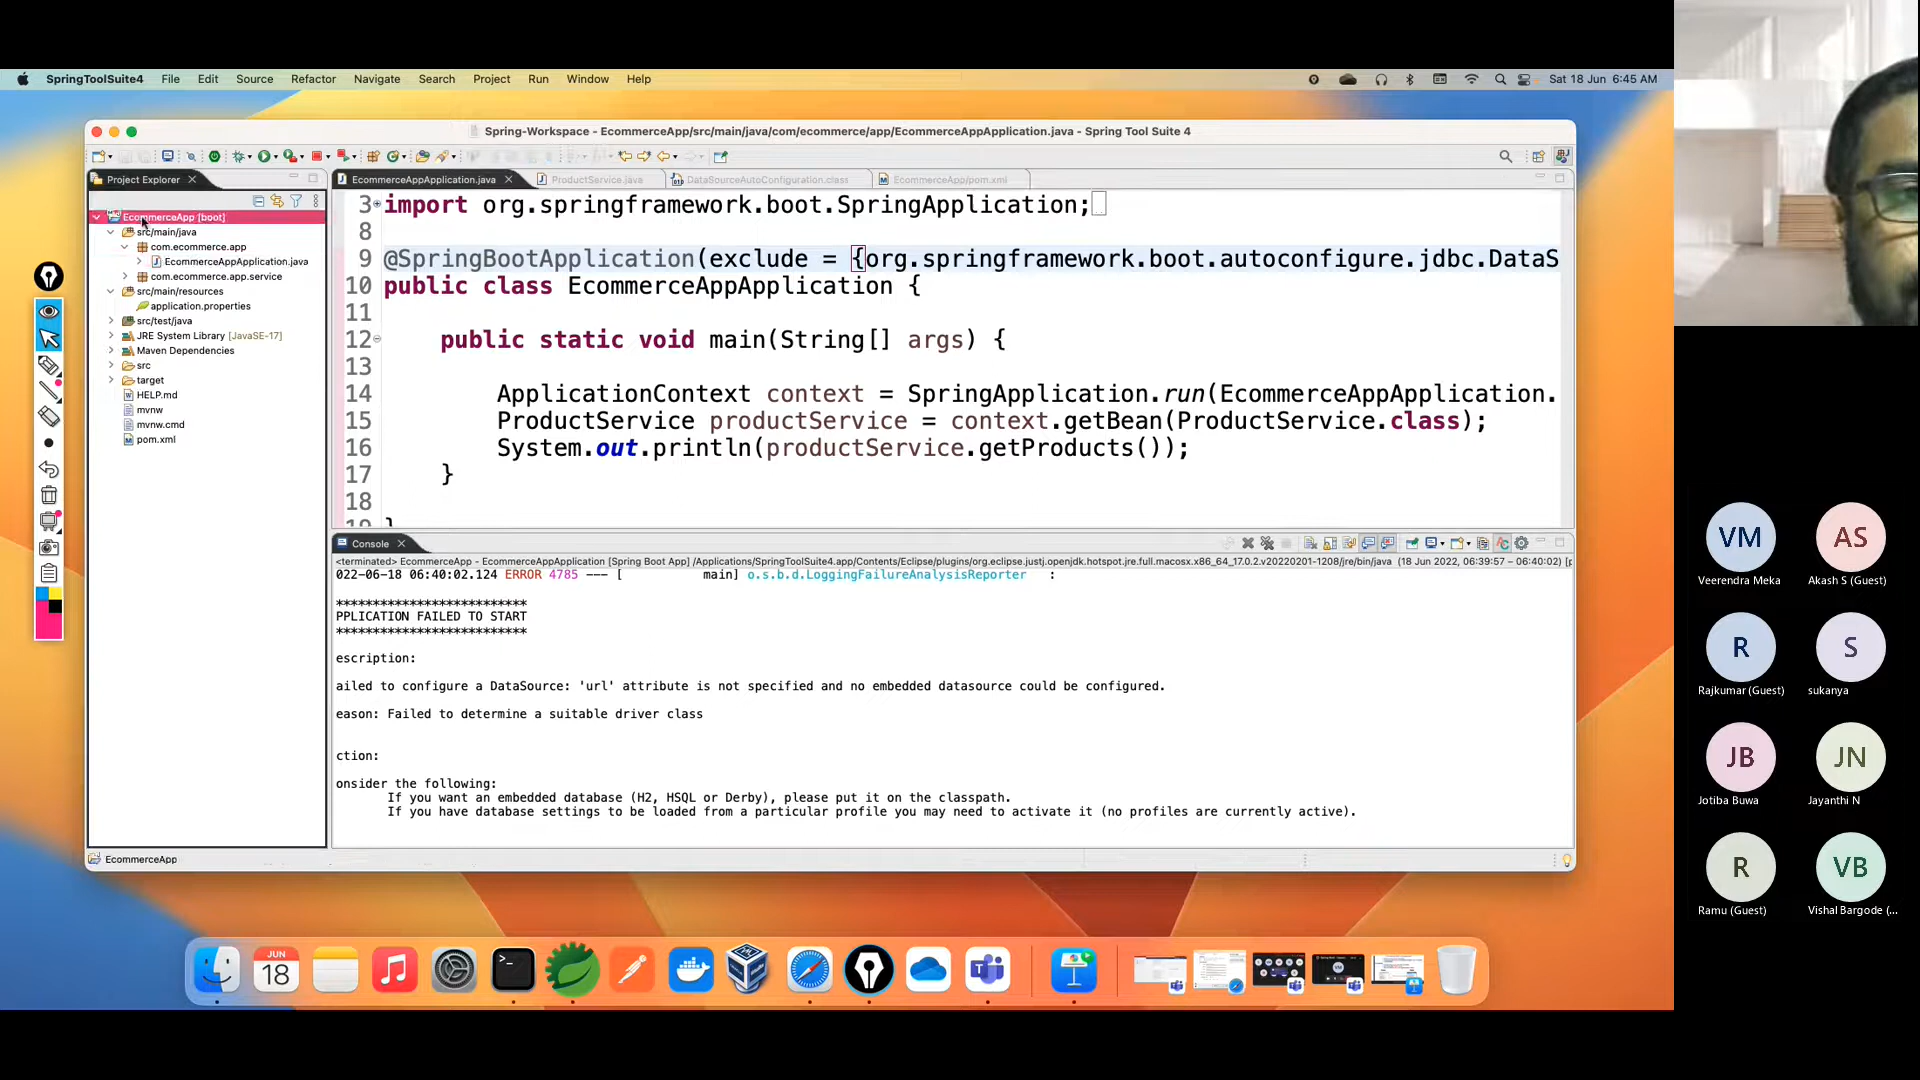 SpringToolSuite4 File Edit Source Refactor Navigate Search Project Run Window Help
Sat 18 Jun 6:45 AM
Spring-Workspace - EcommerceApp/src/main/java/com/ecommerce/app/EcommerceAppApplication.java - Spring Tool Suite 4
Project Explorer
EcommerceApp [boot]
src/main/java
com.ecommerce.app
EcommerceAppApplication.java
com.ecommerce.app.service
src/main/resources
application.properties
src/test/java
JRE System Library [JavaSE-17]
Maven Dependencies
src
target
HELP.md
mvnw
mvnw.cmd
pom.xml
EcommerceAppApplication.java ProductService.java DataSourceAutoConfiguration.class EcommerceApp/pom.xml
3 import org.springframework.boot.SpringApplication;
8
9 @SpringBootApplication(exclude = {org.springframework.boot.autoconfigure.jdbc.DataS
10 public class EcommerceAppApplication {
11
12 public static void main(String[] args) {
13
14 ApplicationContext context = SpringApplication.run(EcommerceAppApplication.
15 ProductService productService = context.getBean(ProductService.class);
16 System.out.println(productService.getProducts());
17 }
18
19 }
Console
<terminated> EcommerceApp - EcommerceAppApplication [Spring Boot App] /Applications/SpringToolSuite4.app/Contents/Eclipse/plugins/org.eclipse.justj.openjdk.hotspot.jre.full.macosx.x86_64_17.0.2.v20220201-1208/jre/bin/java (18 Jun 2022, 06:39:57 – 06:40:02) [p
022-06-18 06:40:02.124 ERROR 4785 --- [ main] o.s.b.d.LoggingFailureAnalysisReporter :
***************************
PPLICATION FAILED TO START
***************************
escription:
ailed to configure a DataSource: 'url' attribute is not specified and no embedded datasource could be configured.
eason: Failed to determine a suitable driver class
ction:
onsider the following:
If you want an embedded database (H2, HSQL or Derby), please put it on the classpath.
If you have database settings to be loaded from a particular profile you may need to activate it (no profiles are currently active).
EcommerceApp
JUN
18
VM AS
Veerendra Meka Akash S (Guest)
R S
Rajkumar (Guest) sukanya
JB JN
Jotiba Buwa Jayanthi N
R VB
Ramu (Guest) Vishal Bargode (...